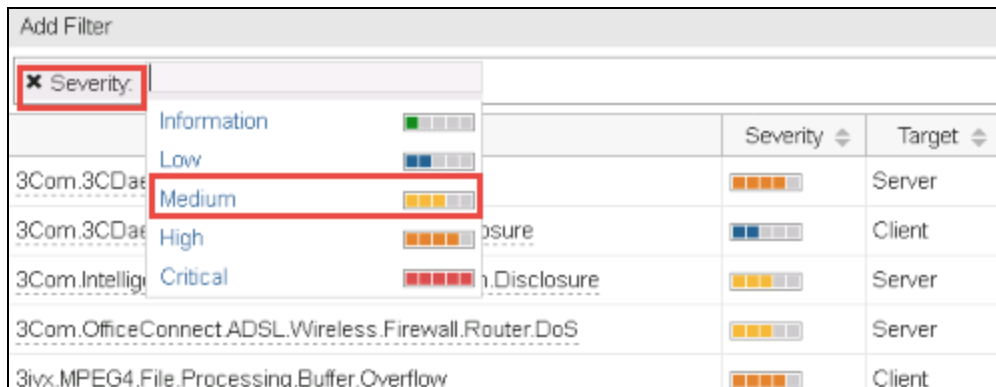 Add Filter
✖ Severity:
Information
Low
Medium
High
Critical
Severity Target
3Com.3CDae Server
3Com.3CDae osure Client
3Com.Intellig n.Disclosure Server
3Com.OfficeConnect.ADSL.Wireless.Firewall.Router.DoS Server
3ivx.MPEG4.File.Processing.Buffer.Overflow Client